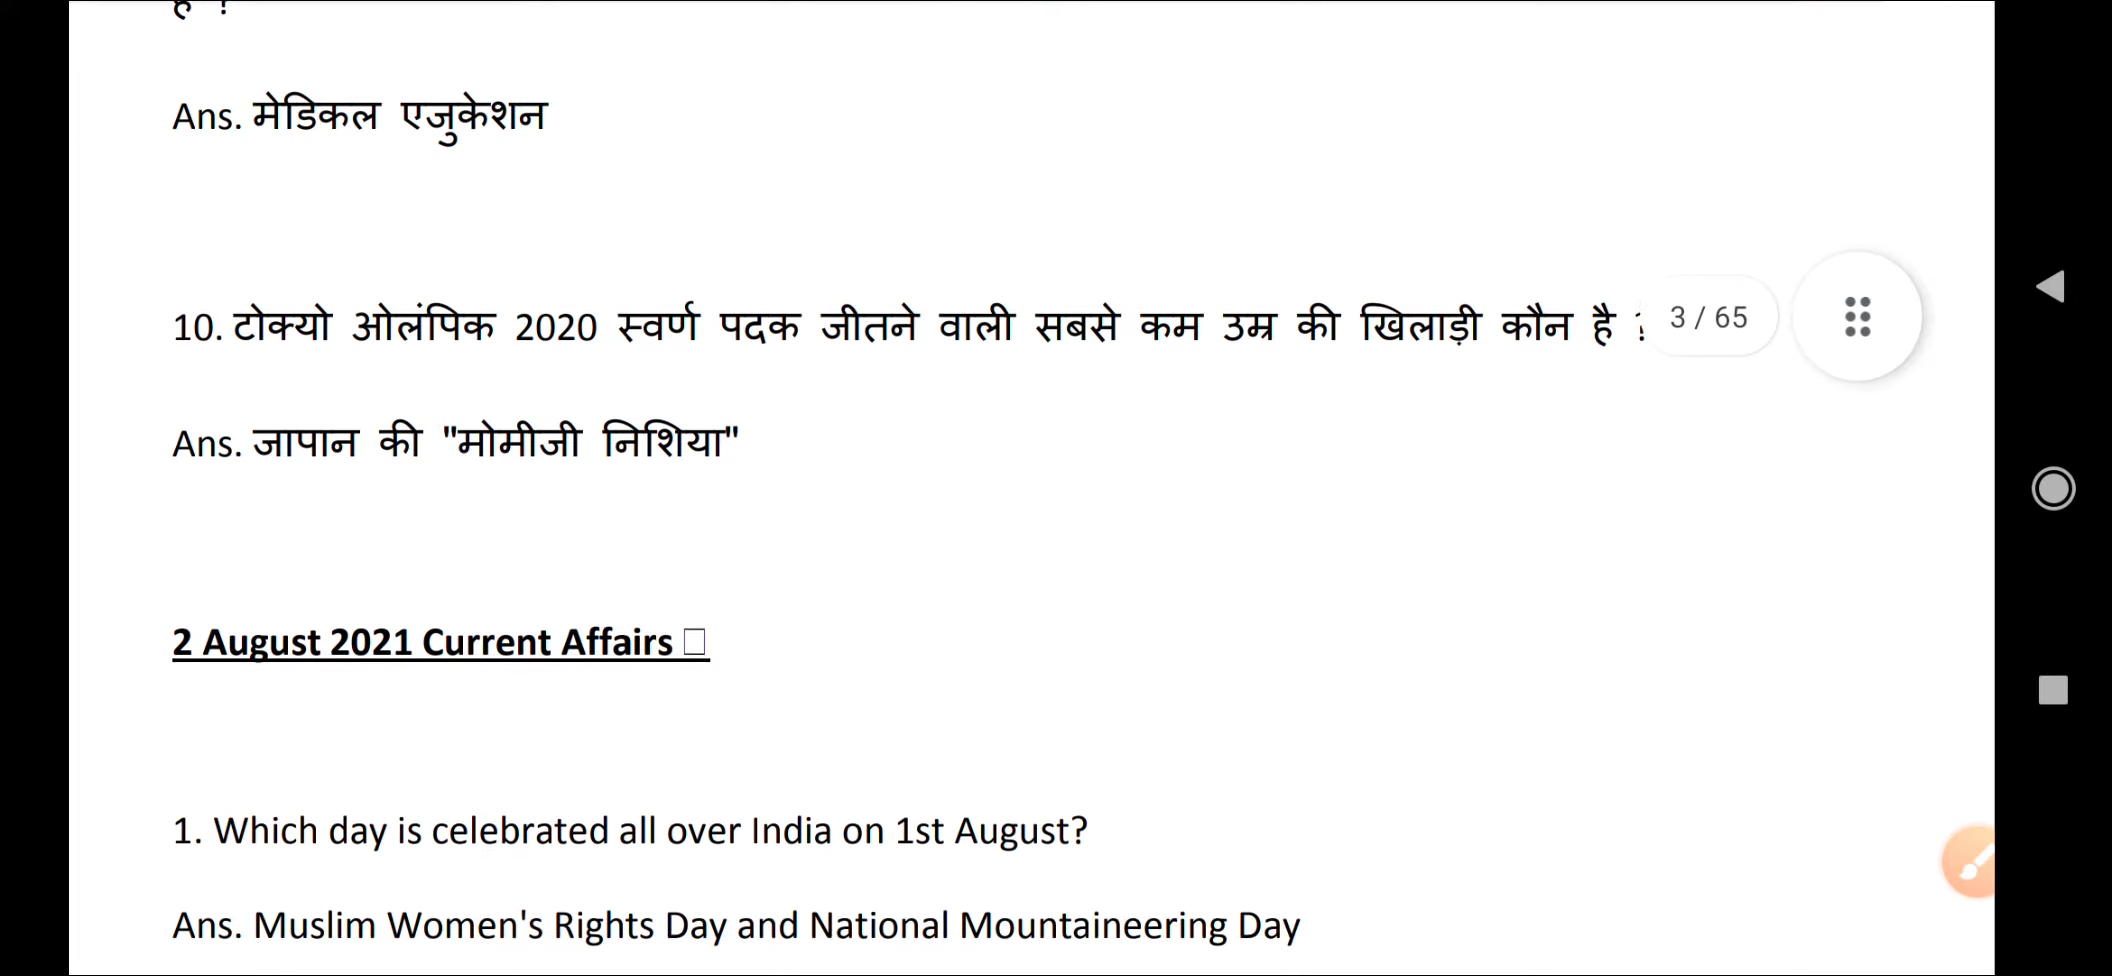 Ans. मेडिकल एजुकेशन
10. टोक्यो ओलंपिक 2020 स्वर्ण पदक जीतने वाली सबसे कम उम्र की खिलाड़ी कौन है ?
3 / 65
Ans. जापान की "मोमीजी निशिया"
2 August 2021 Current Affairs
1. Which day is celebrated all over India on 1st August?
Ans. Muslim Women's Rights Day and National Mountaineering Day